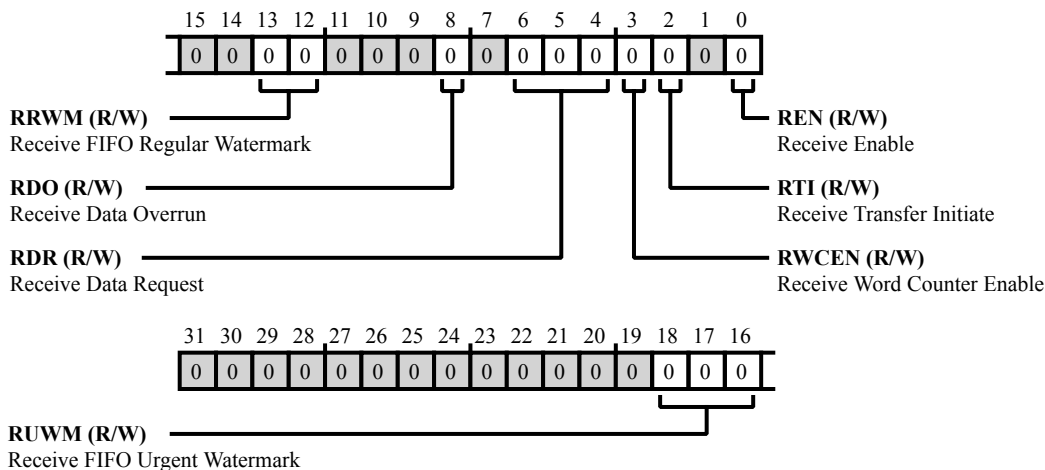 15 14 13 12 11 10 9 8 7 6 5 4 3 2 1 0
0 0 0 0 0 0 0 0 0 0 0 0 0 0 0 0
RRWM (R/W)
Receive FIFO Regular Watermark
REN (R/W)
Receive Enable
RDO (R/W)
Receive Data Overrun
RTI (R/W)
Receive Transfer Initiate
RDR (R/W)
Receive Data Request
RWCEN (R/W)
Receive Word Counter Enable
31 30 29 28 27 26 25 24 23 22 21 20 19 18 17 16
0 0 0 0 0 0 0 0 0 0 0 0 0 0 0 0
RUWM (R/W)
Receive FIFO Urgent Watermark